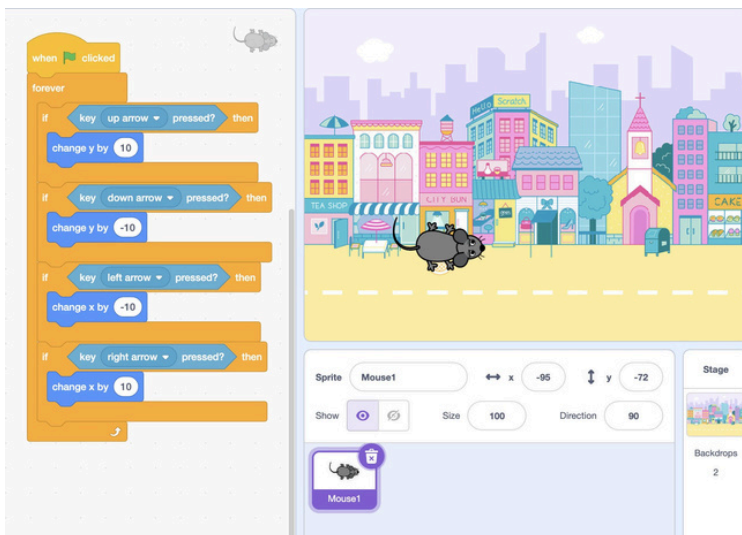 when clicked
forever
if key up arrow pressed? then
change y by 10
if key down arrow pressed? then
change y by -10
if key left arrow pressed? then
change x by -10
if key right arrow pressed? then
change x by 10
Hello Scratch
TEA SHOP
CITY BUN
CAKE
Sprite Mouse1 x -95 y -72
Show Size 100 Direction 90
Mouse1
Stage
Backdrops
2